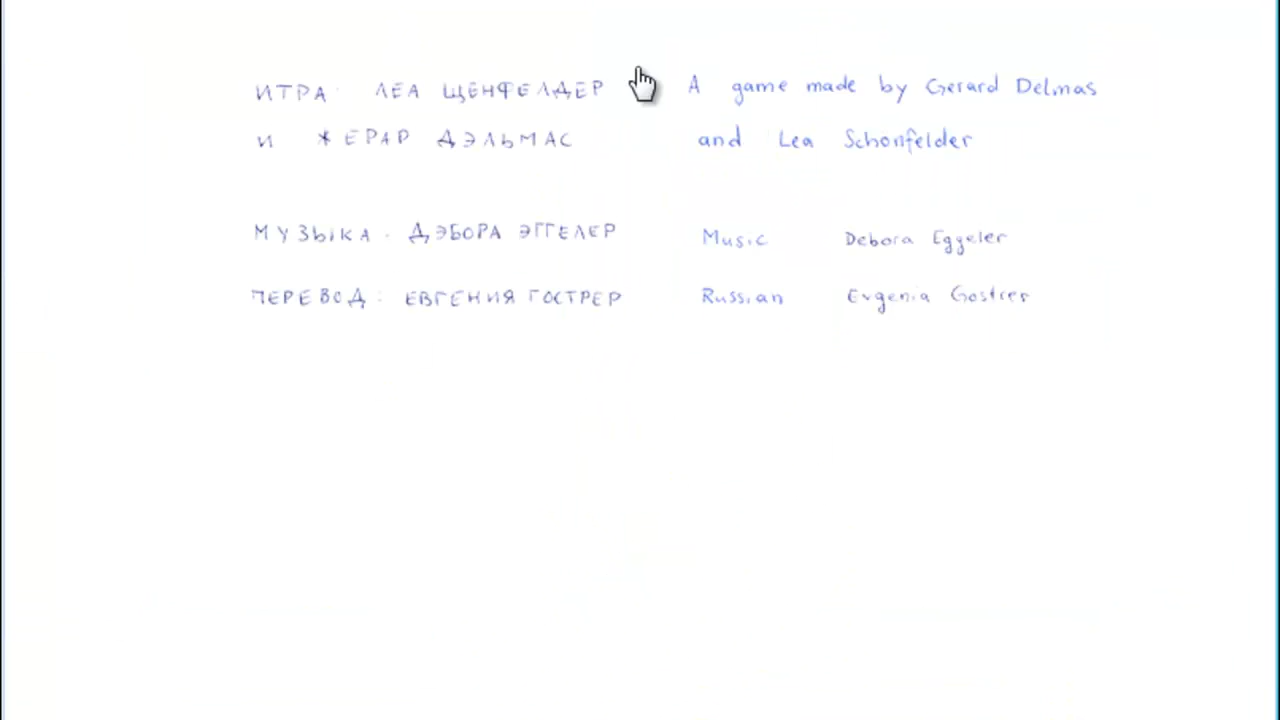 ИТРА: ЛЕА ЩЕНФЕЛДЕР A game made by Gerard Delmas
И ЖЕРАР ДЭЛЬМАС and Lea Schonfelder
МУЗЫКА: ДЭБОРА ЭГГЕЛЕР Music Debora Eggeler
ПЕРЕВОД: ЕВГЕНИЯ ГОСТРЕР Russian Evgenia Gostrer